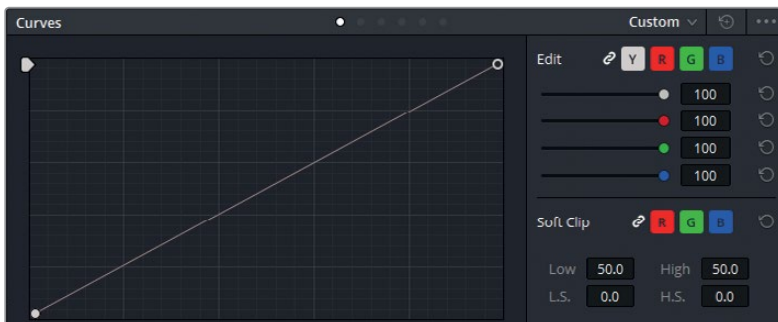 Curves
Custom
Edit Y R G B
100
100
100
100
Soft Clip R G B
Low 50.0 High 50.0
L.S. 0.0 H.S. 0.0